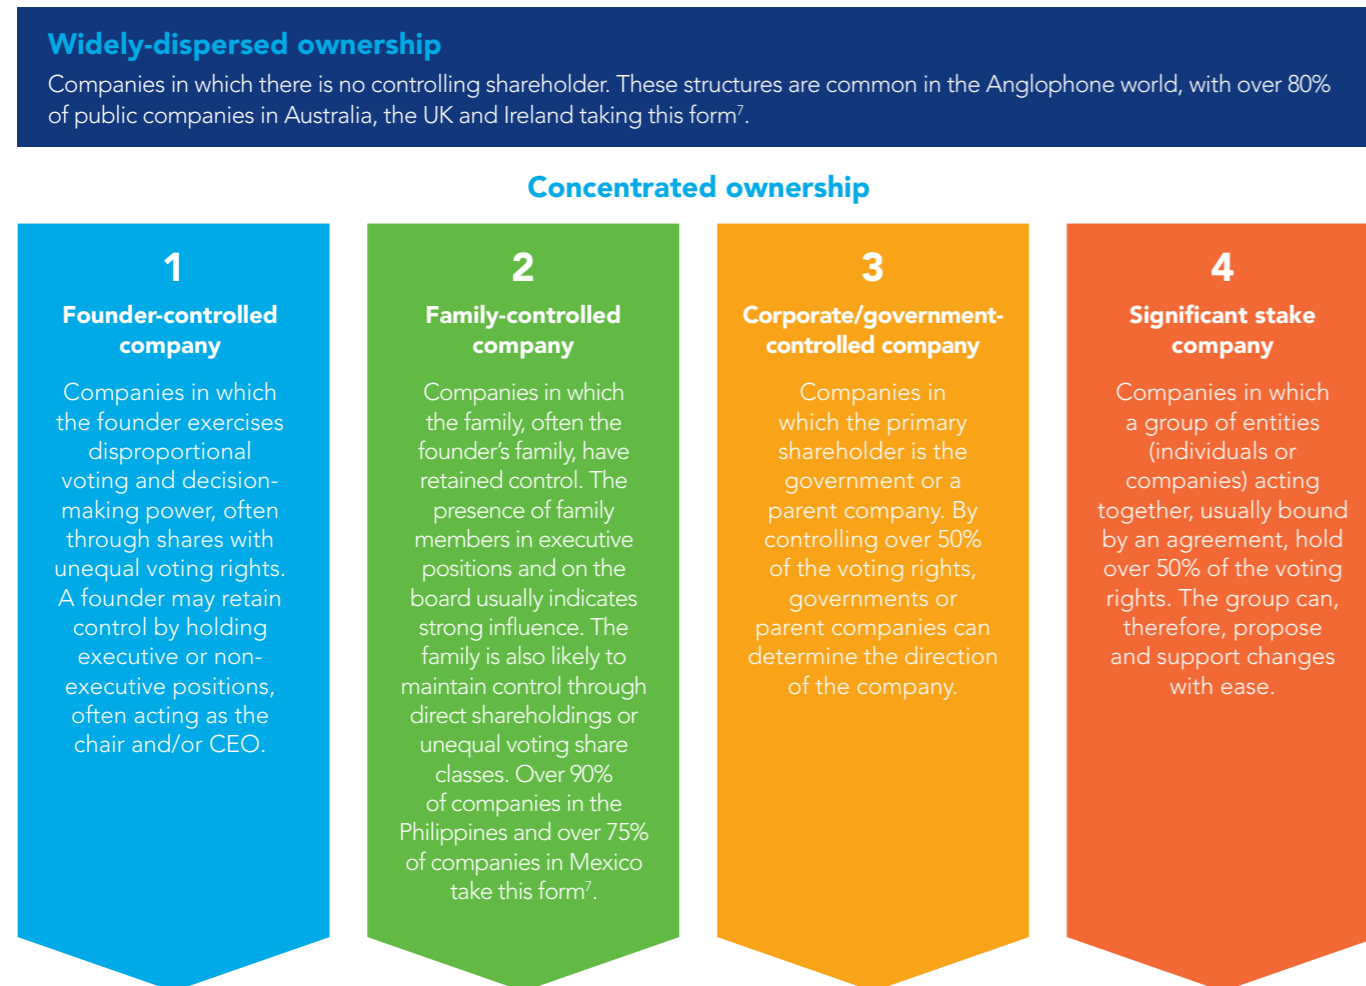 Widely-dispersed ownership
Companies in which there is no controlling shareholder. These structures are common in the Anglophone world, with over 80%
of public companies in Australia, the UK and Ireland taking this form⁷.
Concentrated ownership
1
Founder-controlled
company
Companies in which
the founder exercises
disproportional
voting and decision-
making power, often
through shares with
unequal voting rights.
A founder may retain
control by holding
executive or non-
executive positions,
often acting as the
chair and/or CEO.
2
Family-controlled
company
Companies in which
the family, often the
founder’s family, have
retained control. The
presence of family
members in executive
positions and on the
board usually indicates
strong influence. The
family is also likely to
maintain control through
direct shareholdings or
unequal voting share
classes. Over 90%
of companies in the
Philippines and over 75%
of companies in Mexico
take this form⁷.
3
Corporate/government-
controlled company
Companies in
which the primary
shareholder is the
government or a
parent company. By
controlling over 50%
of the voting rights,
governments or
parent companies can
determine the direction
of the company.
4
Significant stake
company
Companies in which
a group of entities
(individuals or
companies) acting
together, usually bound
by an agreement, hold
over 50% of the voting
rights. The group can,
therefore, propose
and support changes
with ease.